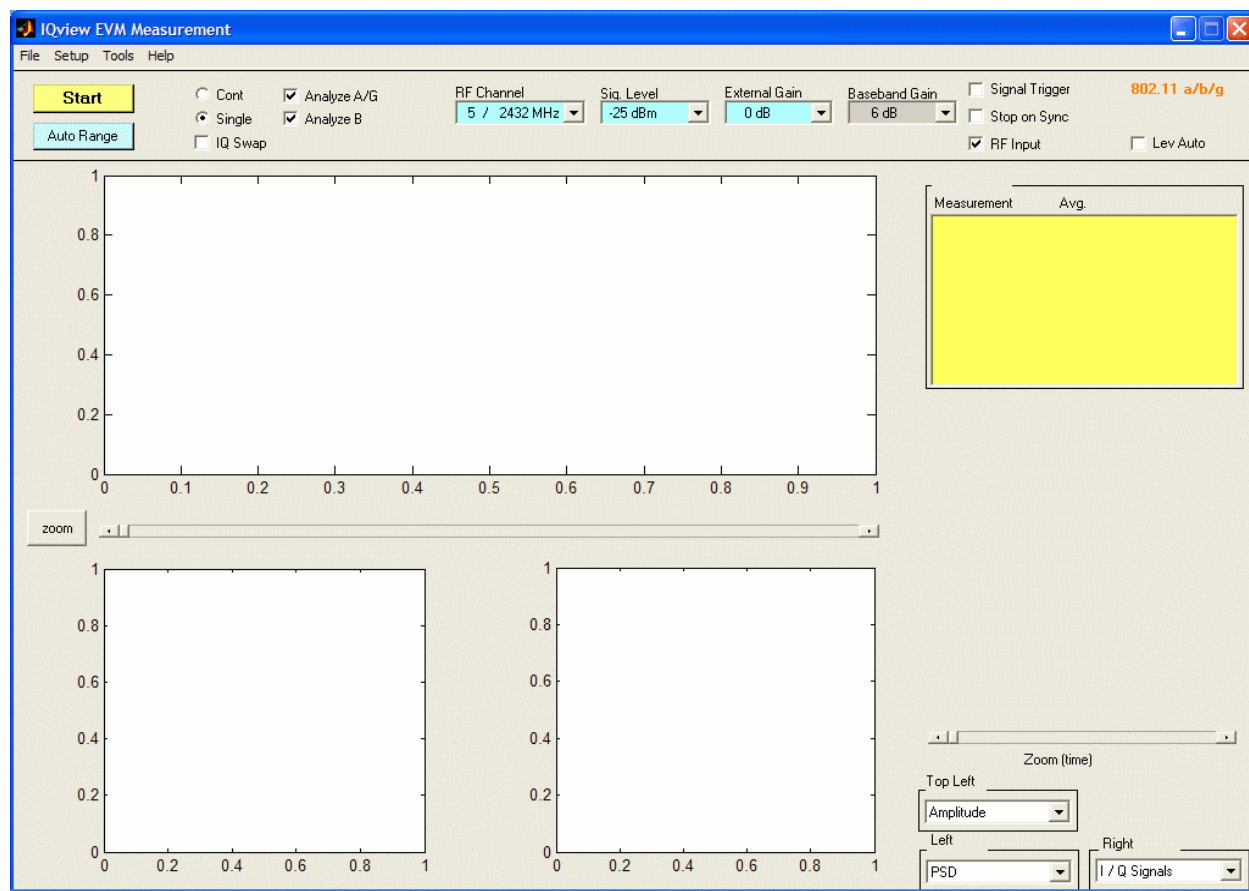 IQview EVM Measurement
File Setup Tools Help
Start
Auto Range
Cont
Single
IQ Swap
Analyze A/G
Analyze B
RF Channel
5 / 2432 MHz
Sig. Level
-25 dBm
External Gain
0 dB
Baseband Gain
6 dB
Signal Trigger
Stop on Sync
RF Input
802.11 a/b/g
Lev Auto
1
0.8
0.6
0.4
0.2
0
0 0.1 0.2 0.3 0.4 0.5 0.6 0.7 0.8 0.9 1
Measurement Avg.
zoom
1
0.8
0.6
0.4
0.2
0
0 0.2 0.4 0.6 0.8 1
1
0.8
0.6
0.4
0.2
0
0 0.2 0.4 0.6 0.8 1
Zoom (time)
Top Left
Amplitude
Left
PSD
Right
I / Q Signals